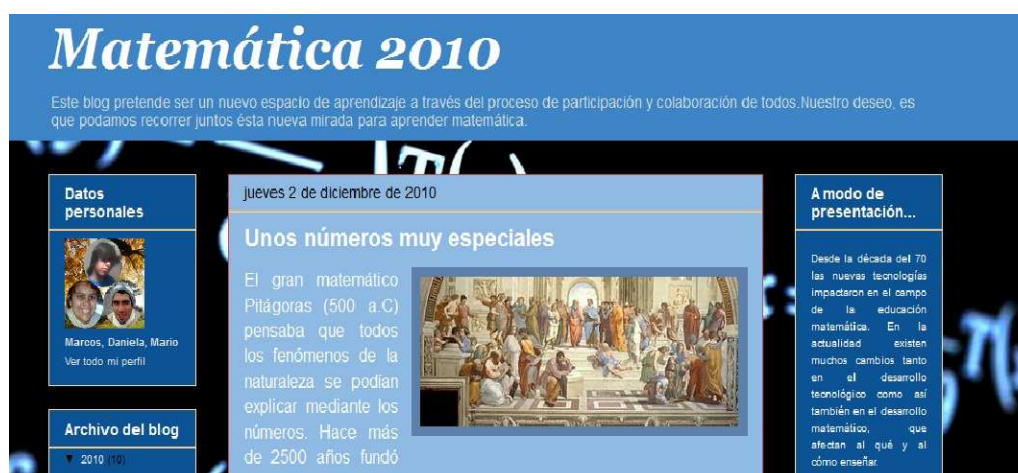 Matemática 2010
Este blog pretende ser un nuevo espacio de aprendizaje a través del proceso de participación y colaboración de todos.Nuestro deseo, es
que podamos recorrer juntos ésta nueva mirada para aprender matemática.
Datos
personales
Marcos, Daniela, Mario
Ver todo mi perfil
Archivo del blog
▼ 2010 (10)
jueves 2 de diciembre de 2010
Unos números muy especiales
El gran matemático
Pitágoras (500 a.C)
pensaba que todos
los fenómenos de la
naturaleza se podían
explicar mediante los
números. Hace más
de 2500 años fundó
A modo de
presentación...
Desde la década del 70
las nuevas tecnologías
impactaron en el campo
de la educación
matemática. En la
actualidad existen
muchos cambios tanto
en el desarrollo
tecnológico como así
también en el desarrollo
matemático, que
afectan al qué y al
cómo enseñar.